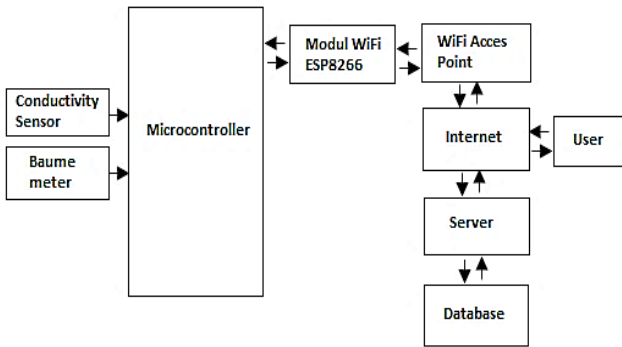 Modul WiFi
ESP8266
WiFi Acces
Point
Conductivity
Sensor
Microcontroller
Internet
User
Baume
meter
Server
Database